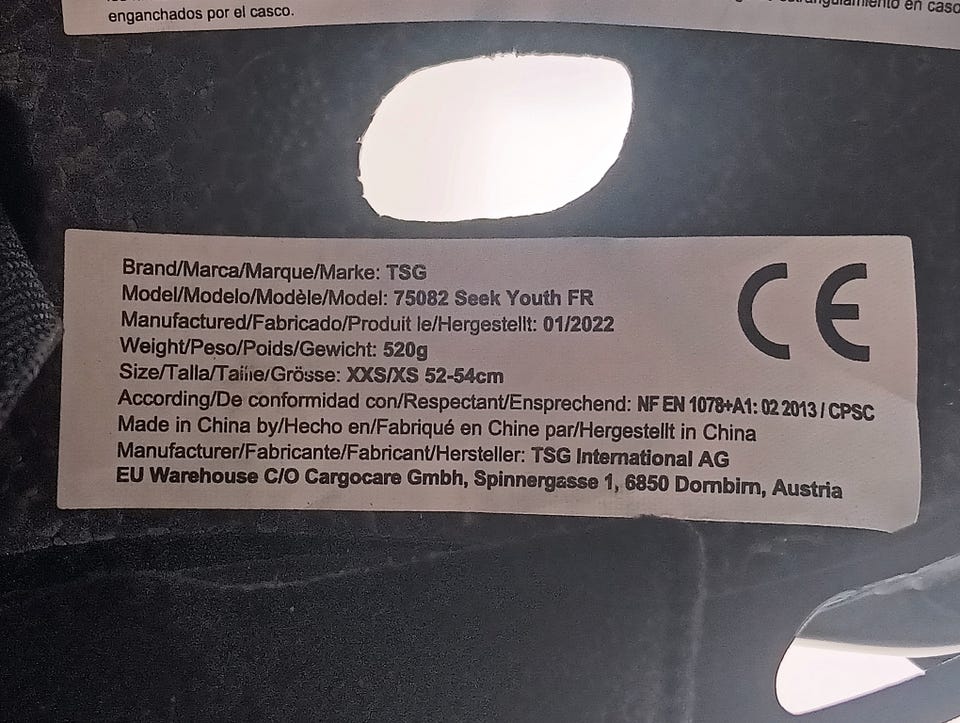 estrangulamiento en caso
enganchados por el casco.
Brand/Marca/Marque/Marke: TSG
Model/Modelo/Modèle/Model: 75082 Seek Youth FR
Manufactured/Fabricado/Produit le/Hergestellt: 01/2022
Weight/Peso/Poids/Gewicht: 520g
Size/Talla/Taille/Grösse: XXS/XS 52-54cm
According/De conformidad con/Respectant/Ensprechend: NF EN 1078+A1: 02 2013 / CPSC
Made in China by/Hecho en/Fabriqué en Chine par/Hergestellt in China
Manufacturer/Fabricante/Fabricant/Hersteller: TSG International AG
EU Warehouse C/O Cargocare Gmbh, Spinnergasse 1, 6850 Dornbirn, Austria
CE